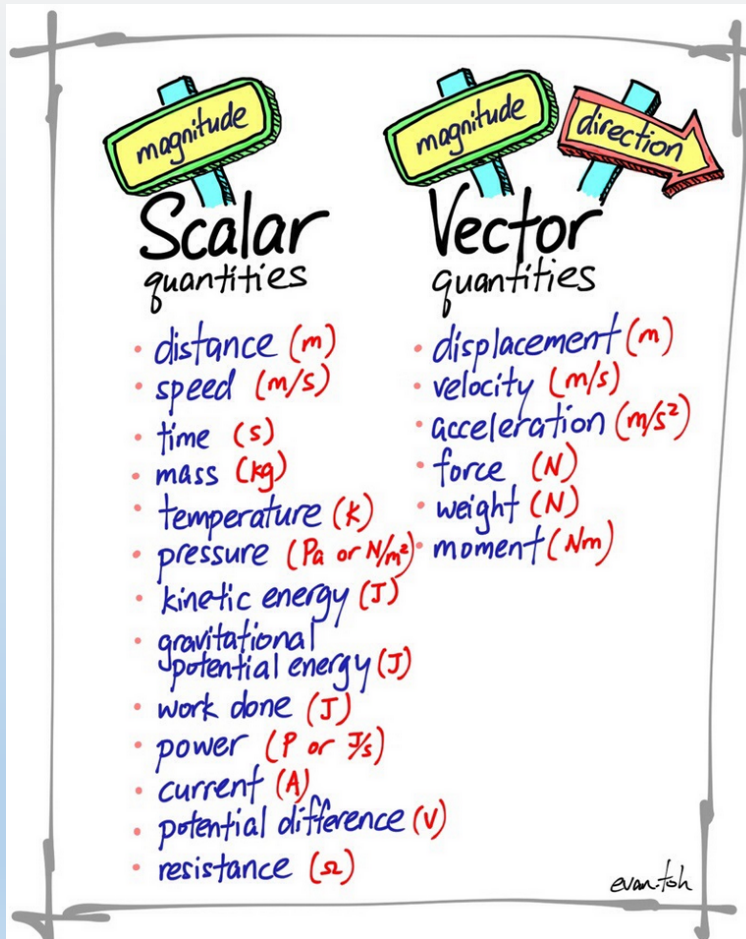 magnitude
Scalar
quantities
• distance (m)
• speed (m/s)
• time (s)
• mass (kg)
• temperature (K)
• pressure (Pa or N/m²)
• kinetic energy (J)
• gravitational
potential energy (J)
• work done (J)
• power (P or J/s)
• current (A)
• potential difference (V)
• resistance (Ω)
magnitude
direction
Vector
quantities
• displacement (m)
• velocity (m/s)
• acceleration (m/s²)
• force (N)
• weight (N)
• moment (Nm)
evan.toh